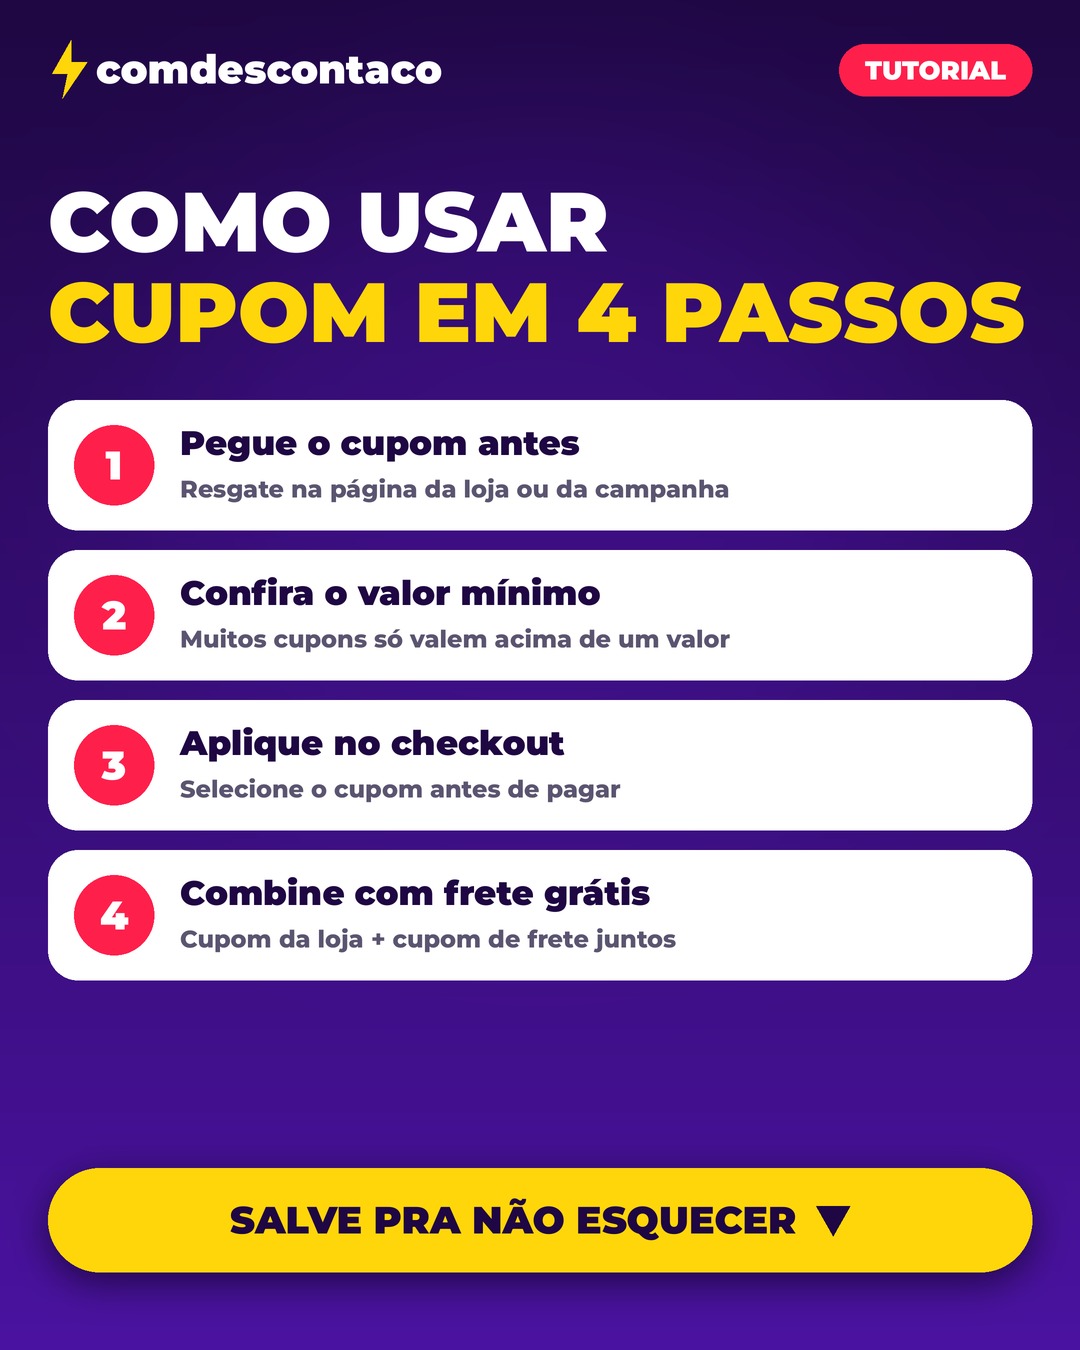 comdescontaco
TUTORIAL
COMO USAR
CUPOM EM 4 PASSOS
1
Pegue o cupom antes
Resgate na página da loja ou da campanha
2
Confira o valor mínimo
Muitos cupons só valem acima de um valor
3
Aplique no checkout
Selecione o cupom antes de pagar
4
Combine com frete grátis
Cupom da loja + cupom de frete juntos
SALVE PRA NÃO ESQUECER ▼